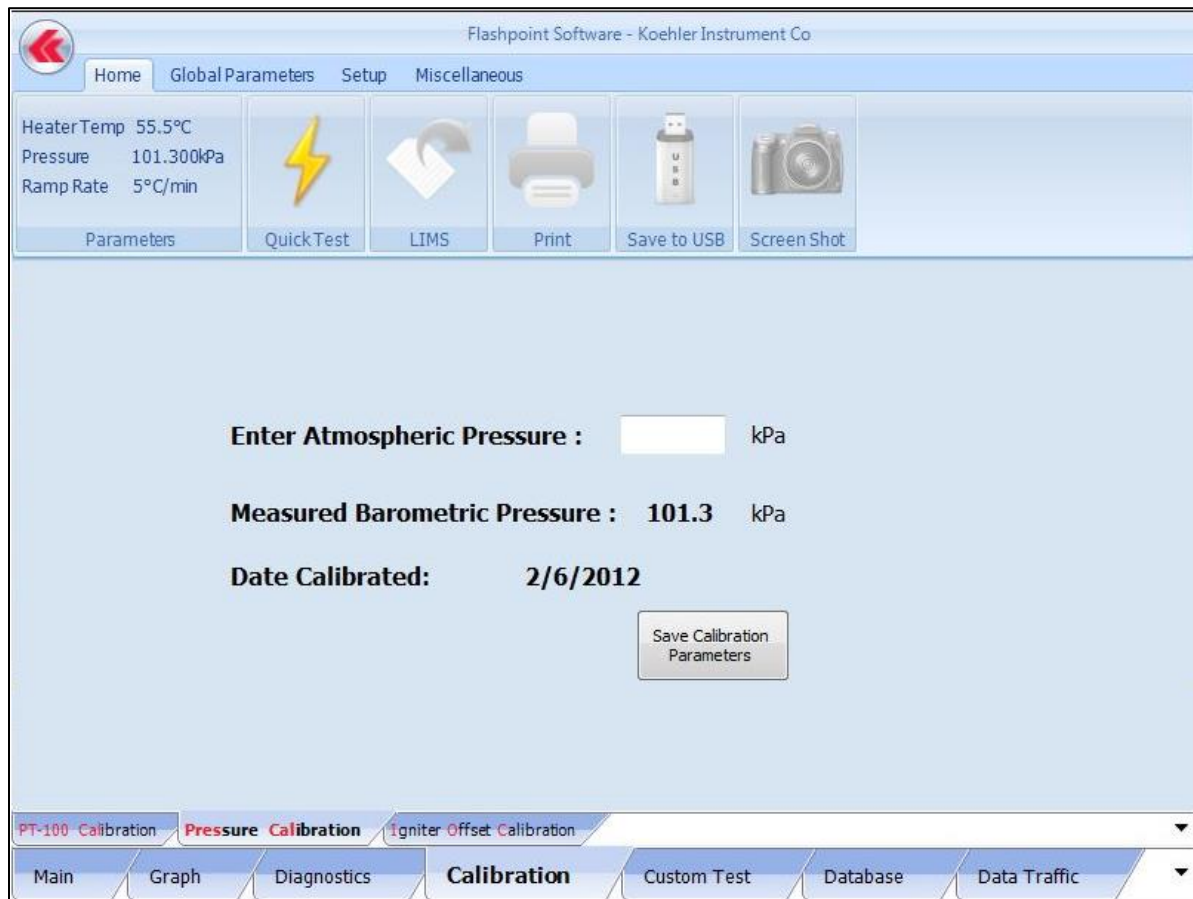 Flashpoint Software - Koehler Instrument Co
Home Global Parameters Setup Miscellaneous
Heater Temp 55.5°C
Pressure 101.300kPa
Ramp Rate 5°C/min
USB
Parameters Quick Test LIMS Print Save to USB Screen Shot
Enter Atmospheric Pressure : kPa
Measured Barometric Pressure : 101.3 kPa
Date Calibrated: 2/6/2012
Save Calibration
Parameters
PT-100 Calibration Pressure Calibration Igniter Offset Calibration
Main Graph Diagnostics Calibration Custom Test Database Data Traffic